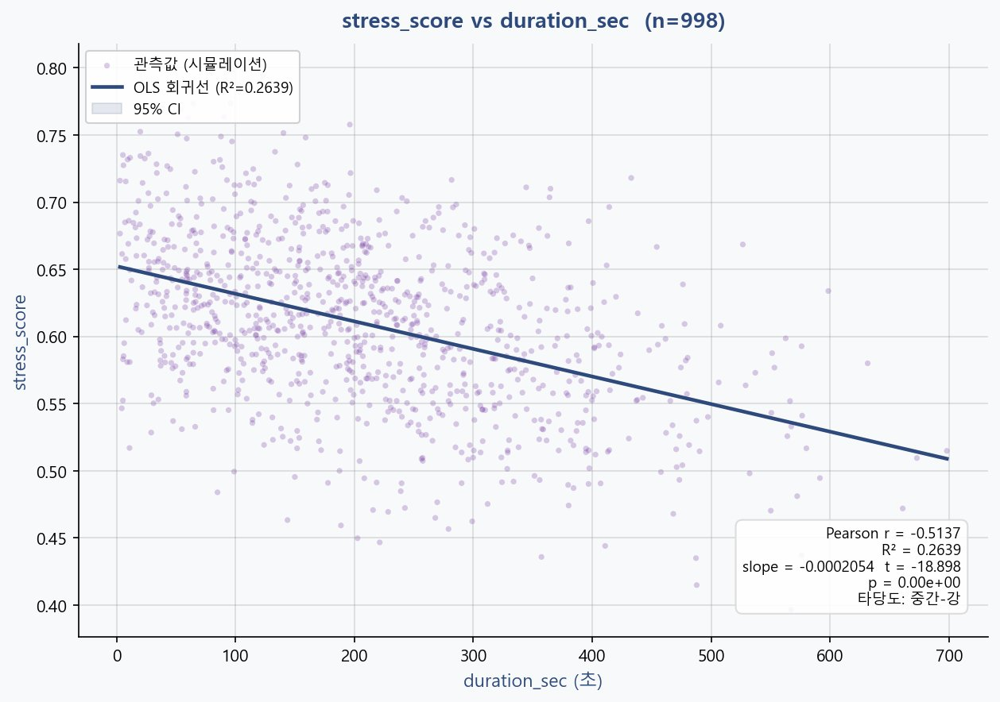 stress_score vs duration_sec (n=998)
관측값 (시뮬레이션)
OLS 회귀선 (R²=0.2639)
95% CI
stress_score
0.80
0.75
0.70
0.65
0.60
0.55
0.50
0.45
0.40
Pearson r = -0.5137
R² = 0.2639
slope = -0.0002054 t = -18.898
p = 0.00e+00
타당도: 중간-강
0 100 200 300 400 500 600 700
duration_sec (초)